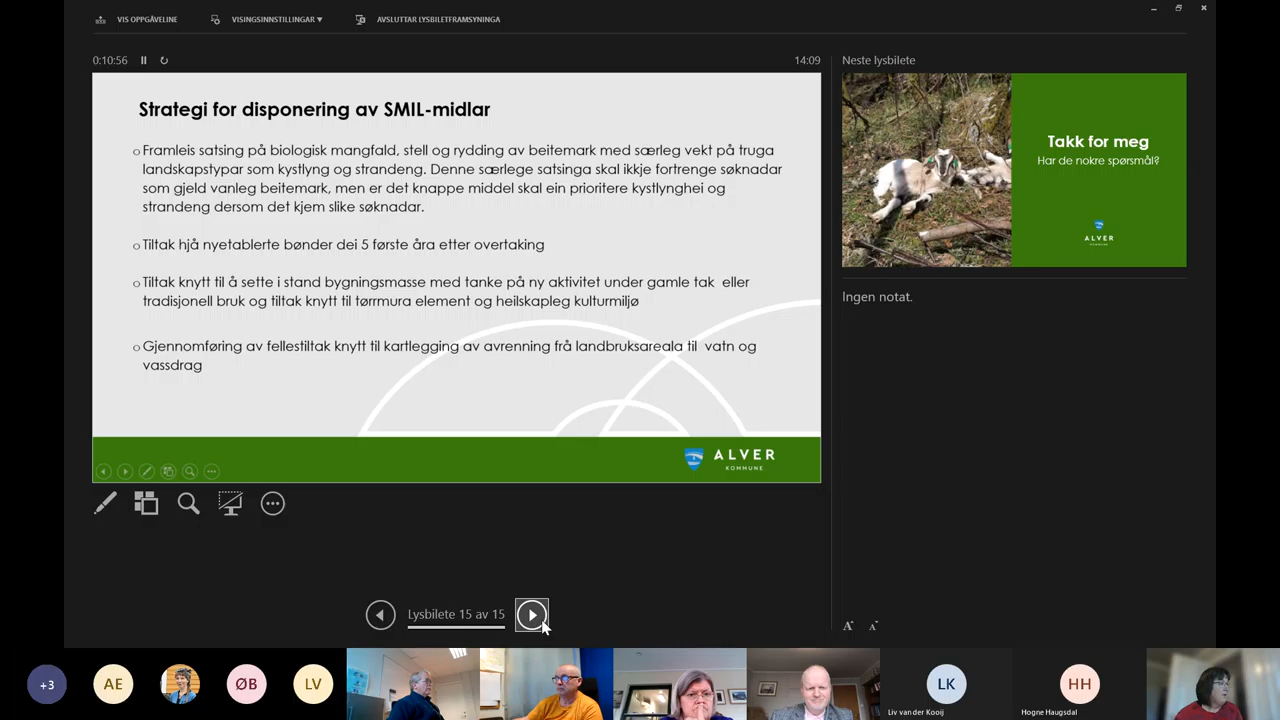 VIS OPPGÅVELINE
VISINGSINNSTILLINGAR ▼
AVSLUTTAR LYSBILETFRAMSYNINGA
0:10:56
14:09
Neste lysbilete
Strategi for disponering av SMIL-midlar
Framleis satsing på biologisk mangfald, stell og rydding av beitemark med særleg vekt på truga
landskapstypar som kystlyng og strandeng. Denne særlege satsinga skal ikkje fortrenge søknadar
som gjeld vanleg beitemark, men er det knappe middel skal ein prioritere kystlynghei og
strandeng dersom det kjem slike søknadar.
Tiltak hjå nyetablerte bønder dei 5 første åra etter overtaking
Tiltak knytt til å sette i stand bygningsmasse med tanke på ny aktivitet under gamle tak eller
tradisjonell bruk og tiltak knytt til tørrmura element og heilskapleg kulturmiljø
Gjennomføring av fellestiltak knytt til kartlegging av avrenning frå landbruksareala til vatn og
vassdrag
ALVER
KOMMUNE
Takk for meg
Har de nokre spørsmål?
ALVER
KOMMUNE
Ingen notat.
Lysbilete 15 av 15
A A
+3
AE
ØB
LV
LK
HH
Liv van der Kooij
Hogne Haugsdal